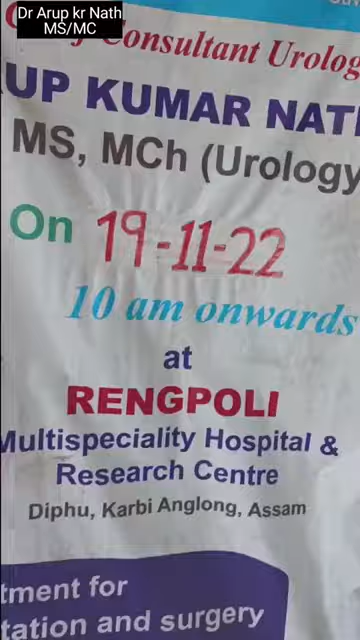 Dr Arup kr Nath
MS/MC
Consultant Urolog
UP KUMAR NAT
MS, MCh (Urology
On 19-11-22
10 am onwards
at
RENGPOLI
Multispeciality Hospital &
Research Centre
Diphu, Karbi Anglong, Assam
tment for
tation and surgery